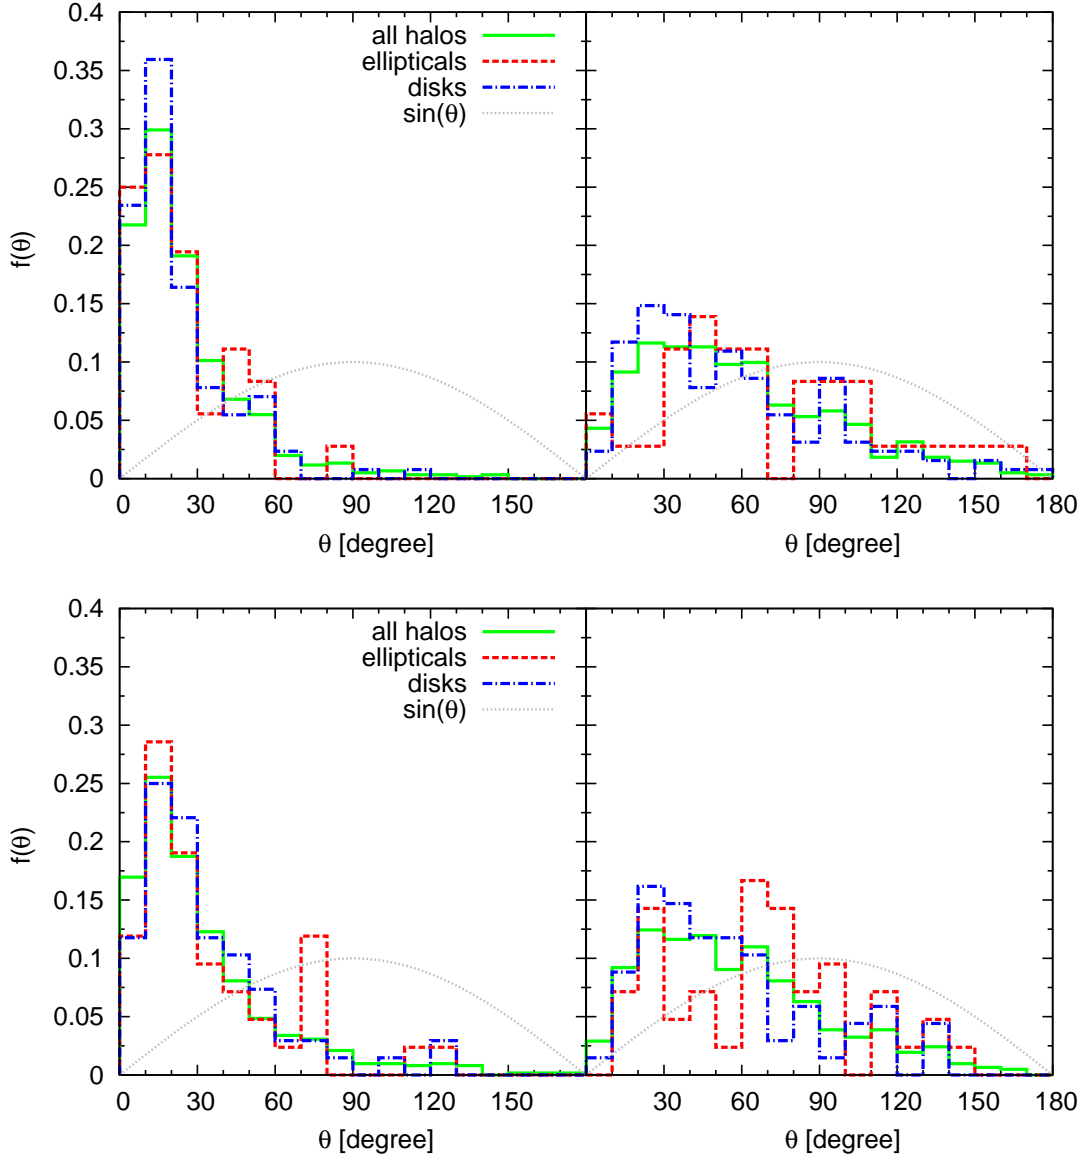 0.4
0.35
0.3
0.25
0.2
0.15
0.1
0.05
0
f(θ)
all halos
ellipticals
disks
sin(θ)
0 30 60 90 120 150 30 60 90 120 150 180
θ [degree] θ [degree]
0.4
0.35
0.3
0.25
0.2
0.15
0.1
0.05
0
f(θ)
all halos
ellipticals
disks
sin(θ)
0 30 60 90 120 150 30 60 90 120 150 180
θ [degree] θ [degree]